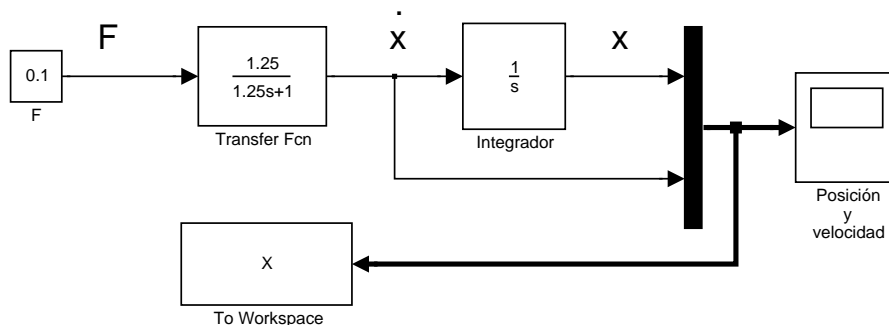 F
ẋ
x
0.1
1.25
1.25s+1
1
s
F
Transfer Fcn
Integrador
Posición
y
velocidad
X
To Workspace